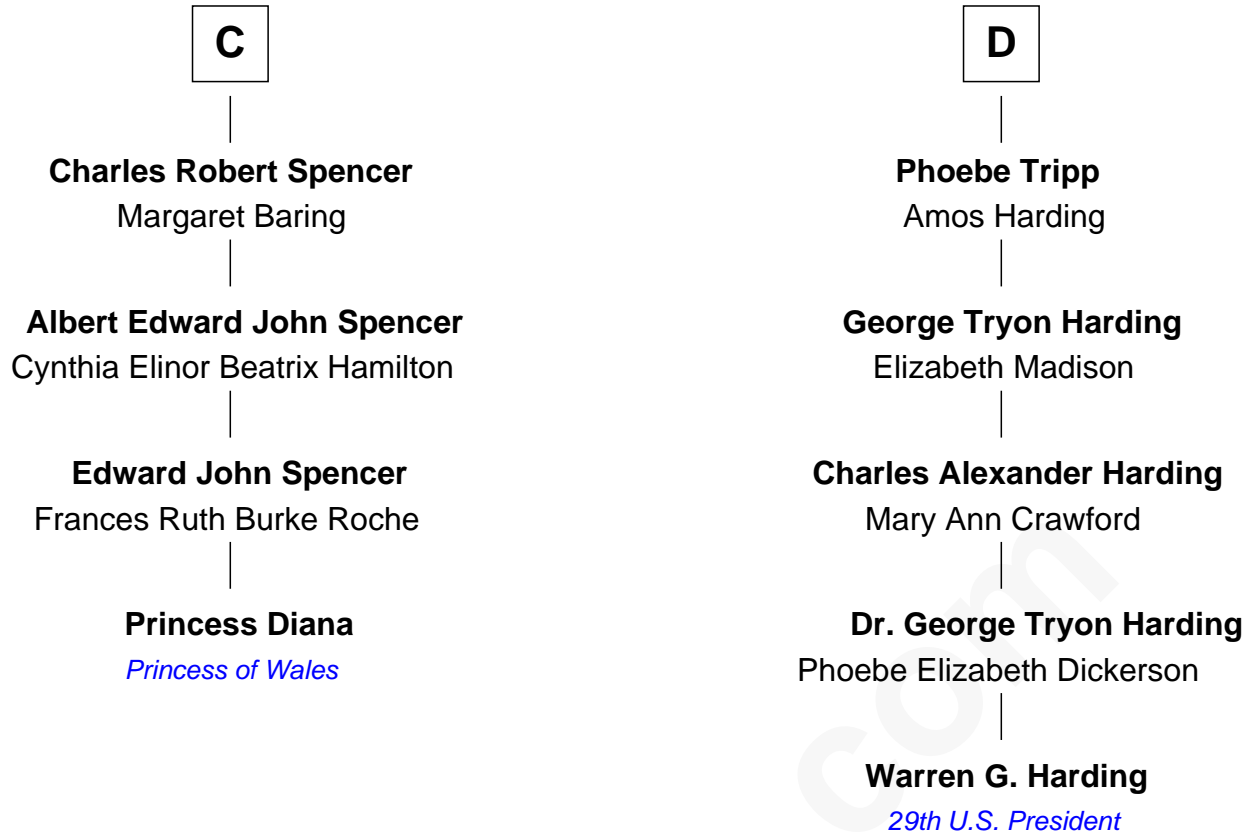 C
Charles Robert Spencer
Margaret Baring
Albert Edward John Spencer
Cynthia Elinor Beatrix Hamilton
Edward John Spencer
Frances Ruth Burke Roche
Princess Diana
Princess of Wales
D
Phoebe Tripp
Amos Harding
George Tryon Harding
Elizabeth Madison
Charles Alexander Harding
Mary Ann Crawford
Dr. George Tryon Harding
Phoebe Elizabeth Dickerson
Warren G. Harding
29th U.S. President
com